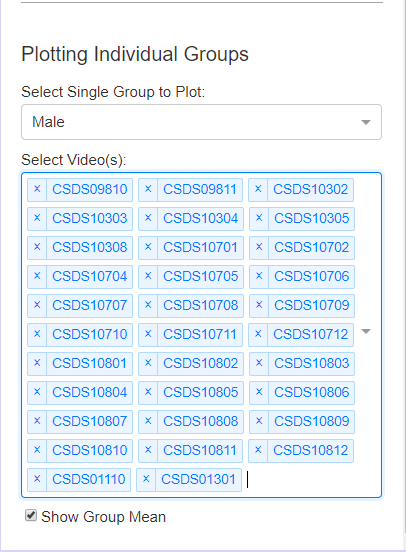 Plotting Individual Groups
Select Single Group to Plot:
Male
Select Video(s):
× CSDS09810 × CSDS09811 × CSDS10302
× CSDS10303 × CSDS10304 × CSDS10305
× CSDS10308 × CSDS10701 × CSDS10702
× CSDS10704 × CSDS10705 × CSDS10706
× CSDS10707 × CSDS10708 × CSDS10709
× CSDS10710 × CSDS10711 × CSDS10712
× CSDS10801 × CSDS10802 × CSDS10803
× CSDS10804 × CSDS10805 × CSDS10806
× CSDS10807 × CSDS10808 × CSDS10809
× CSDS10810 × CSDS10811 × CSDS10812
× CSDS01110 × CSDS01301
Show Group Mean